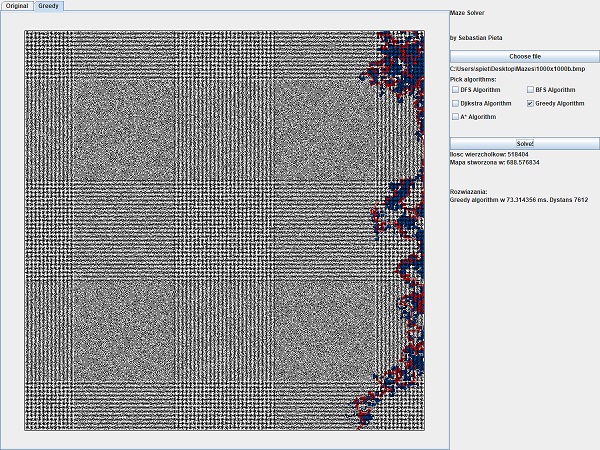 Original Greedy
Maze Solver
by Sebastian Pieta
Choose file
C:\Users\spiet\Desktop\Mazes\1000x1000b.bmp
Pick algorithms:
DFS Algorithm BFS Algorithm
Djikstra Algorithm Greedy Algorithm
A* Algorithm
Solve!
Ilosc wierzcholkow: 518404
Mapa stworzona w: 688.576834
Rozwiazania:
Greedy algorithm w 73.314356 ms. Dystans 7612